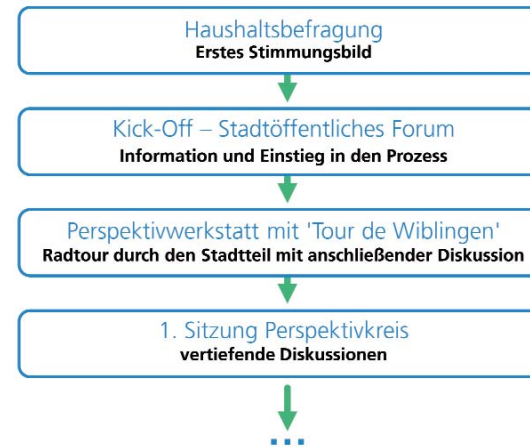 Haushaltsbefragung
Erstes Stimmungsbild
Kick-Off – Stadtöffentliches Forum
Information und Einstieg in den Prozess
Perspektivwerkstatt mit 'Tour de Wiblingen'
Radtour durch den Stadtteil mit anschließender Diskussion
1. Sitzung Perspektivkreis
vertiefende Diskussionen
...